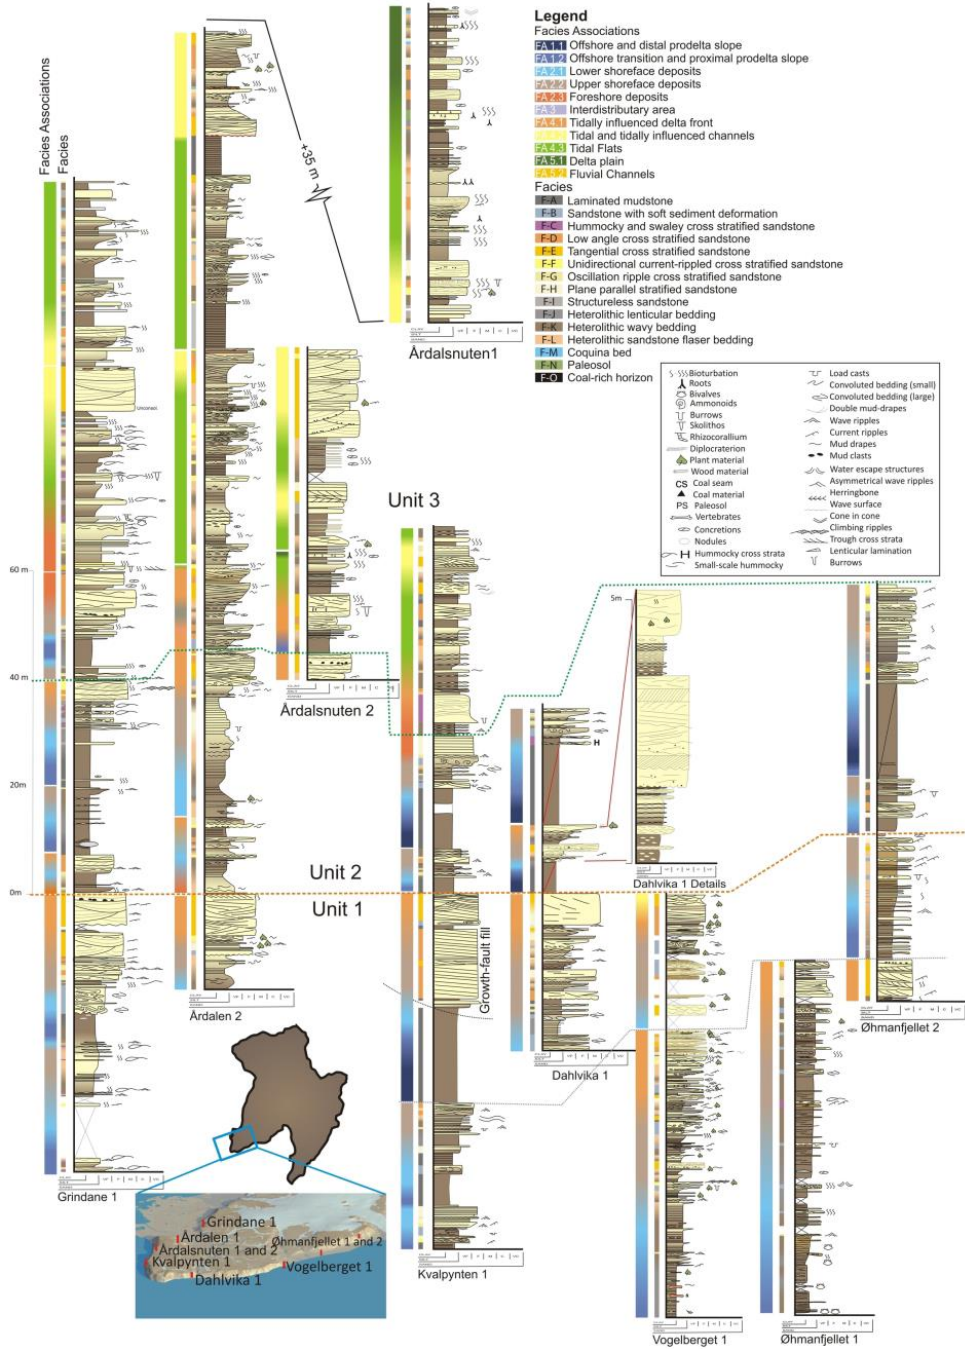 Legend
Facies Associations
FA 1.1 Offshore and distal prodelta slope
FA 1.2 Offshore transition and proximal prodelta slope
FA 2.1 Lower shoreface deposits
FA 2.2 Upper shoreface deposits
FA 2.3 Foreshore deposits
FA 3 Interdistributary area
FA 4.1 Tidally influenced delta front
Tidal and tidally influenced channels
FA 4.3 Tidal Flats
FA 5.1 Delta plain
FA 5.2 Fluvial Channels
Facies
F-A Laminated mudstone
F-B Sandstone with soft sediment deformation
F-C Hummocky and swaley cross stratified sandstone
F-D Low angle cross stratified sandstone
F-E Tangential cross stratified sandstone
F-F Unidirectional current-rippled cross stratified sandstone
F-G Oscillation ripple cross stratified sandstone
F-H Plane parallel stratified sandstone
F-I Structureless sandstone
F-J Heterolithic lenticular bedding
F-K Heterolithic wavy bedding
F-L Heterolithic sandstone flaser bedding
F-M Coquina bed
F-N Paleosol
F-O Coal-rich horizon
Bioturbation
Roots
Bivalves
Ammonoids
Burrows
Skolithos
Rhizocorallium
Diplocraterion
Plant material
Wood material
CS Coal seam
Coal material
PS Paleosol
Vertebrates
Concretions
Nodules
H Hummocky cross strata
Small-scale hummocky
Load casts
Convoluted bedding (small)
Convoluted bedding (large)
Double mud-drapes
Wave ripples
Current ripples
Mud drapes
Mud clasts
Water escape structures
Asymmetrical wave ripples
Herringbone
Wave surface
Cone in cone
Climbing ripples
Trough cross strata
Lenticular lamination
Burrows
Facies Associations
Facies
+35 m
Årdalsnuten1
Unit 3
60 m
40 m
20m
0m
Årdalsnuten 2
5m
H
Unit 2
Unit 1
Dahlvika 1 Details
Growth-fault fill
Årdalen 2
Øhmanfjellet 2
Dahlvika 1
Grindane 1
Kvalpynten 1
Vogelberget 1
Øhmanfjellet 1
Grindane 1
Årdalen 1
Øhmanfjellet 1 and 2
Årdalsnuten 1 and 2
Kvalpynten 1
Vogelberget 1
Dahlvika 1